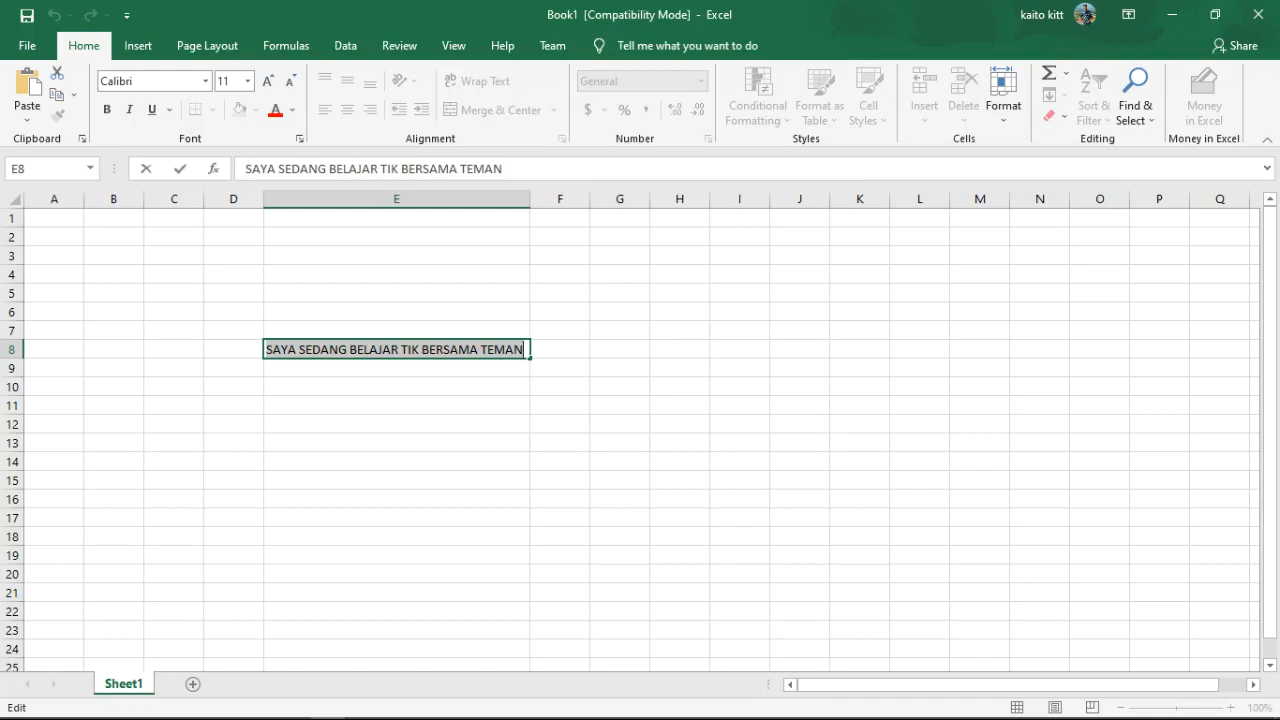 Book1 [Compatibility Mode] - Excel
kaito kitt
File Home Insert Page Layout Formulas Data Review View Help Team Tell me what you want to do Share
Calibri 11
Wrap Text
General
Paste
B I U A
Merge & Center
$ % ,
Conditional Formatting
Format as Table
Cell Styles
Insert Delete Format
Sort & Filter
Find & Select
Money in Excel
Clipboard Font Alignment Number Styles Cells Editing Money in Excel
E8 fx SAYA SEDANG BELAJAR TIK BERSAMA TEMAN
A B C D E F G H I J K L M N O P Q
1
2
3
4
5
6
7
8 SAYA SEDANG BELAJAR TIK BERSAMA TEMAN
9
10
11
12
13
14
15
16
17
18
19
20
21
22
23
24
25
Sheet1
Edit 100%